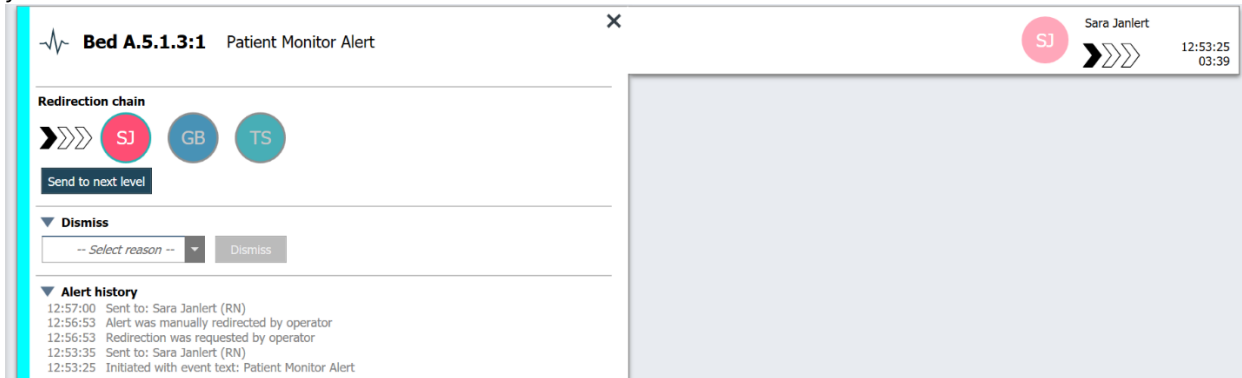 Bed A.5.1.3:1 Patient Monitor Alert
SJ
Sara Janlert
12:53:25
03:39
Redirection chain
SJ GB TS
Send to next level
Dismiss
-- Select reason -- Dismiss
Alert history
12:57:00 Sent to: Sara Janlert (RN)
12:56:53 Alert was manually redirected by operator
12:56:53 Redirection was requested by operator
12:53:35 Sent to: Sara Janlert (RN)
12:53:25 Initiated with event text: Patient Monitor Alert